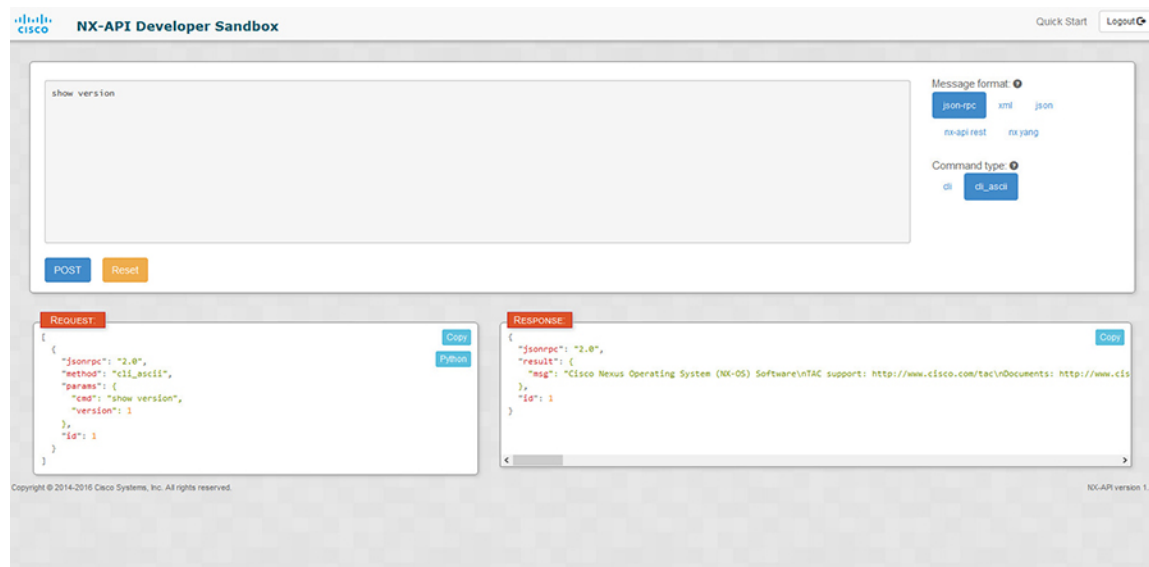 CISCO NX-API Developer Sandbox Quick Start Logout
show version
Message format:
json-rpc xml json
nx-api rest nx yang
Command type:
cli cli_ascii
POST Reset
REQUEST:
Copy
Python
[
{
"jsonrpc": "2.0",
"method": "cli_ascii",
"params": {
"cmd": "show version",
"version": 1
},
"id": 1
}
]
RESPONSE:
Copy
{
"jsonrpc": "2.0",
"result": {
"msg": "Cisco Nexus Operating System (NX-OS) Software\nTAC support: http://www.cisco.com/tac\nDocuments: http://www.cis
},
"id": 1
}
Copyright © 2014-2016 Cisco Systems, Inc. All rights reserved. NX-API version 1.